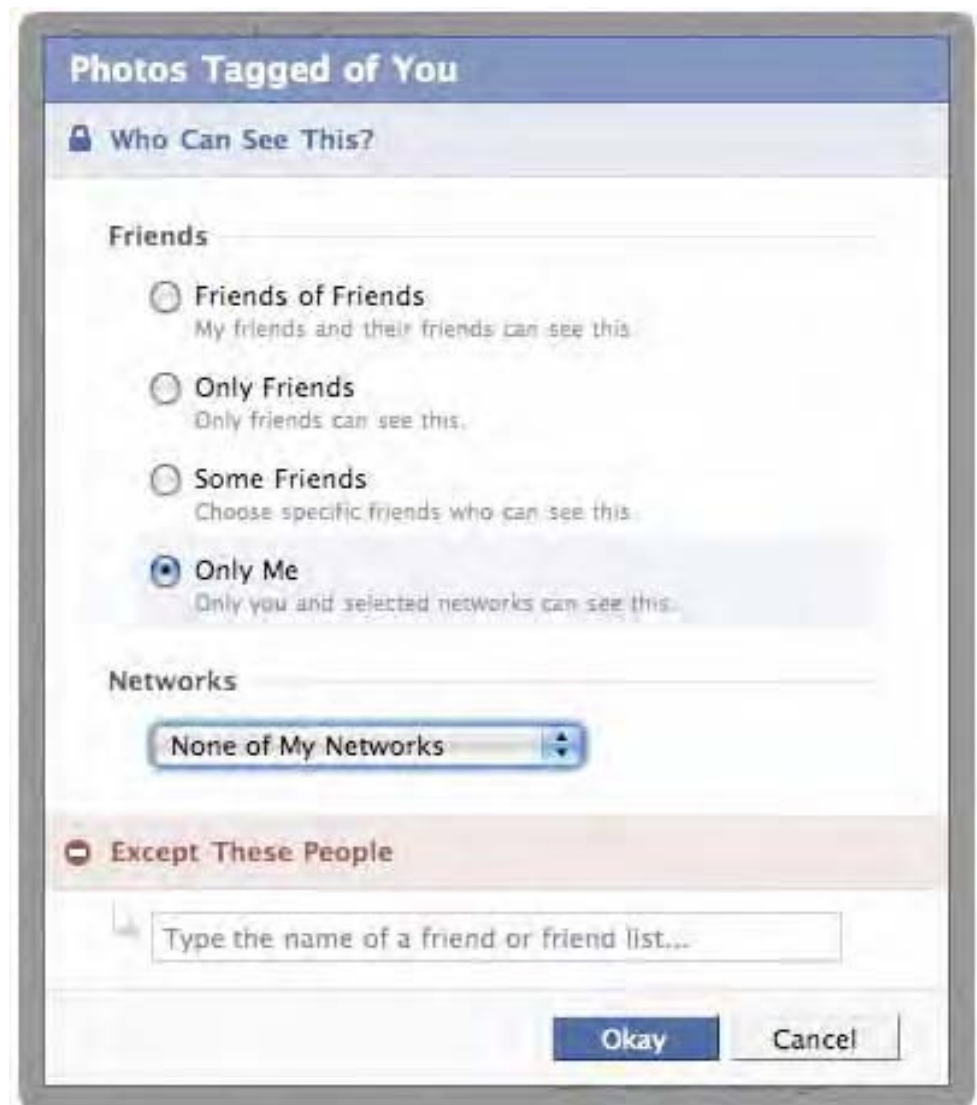 Photos Tagged of You
Who Can See This?
Friends
Friends of Friends
My friends and their friends can see this.
Only Friends
Only friends can see this.
Some Friends
Choose specific friends who can see this.
Only Me
Only you and selected networks can see this.
Networks
None of My Networks
Except These People
Type the name of a friend or friend list...
Okay Cancel